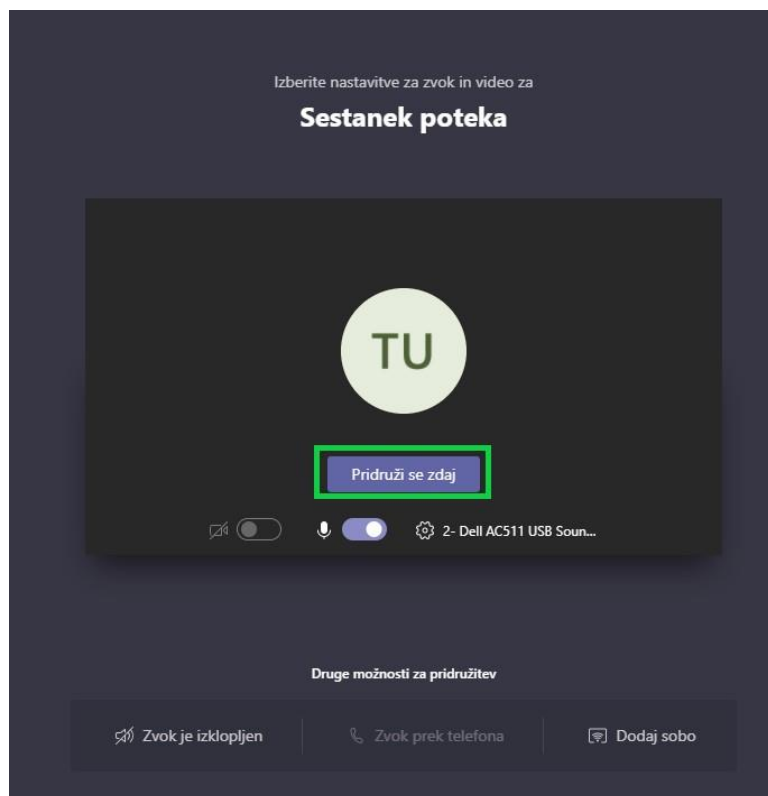 Izberite nastavitve za zvok in video za
Sestanek poteka
TU
Pridruži se zdaj
2- Dell AC511 USB Soun...
Druge možnosti za pridružitev
Zvok je izklopljen
Zvok prek telefona
Dodaj sobo